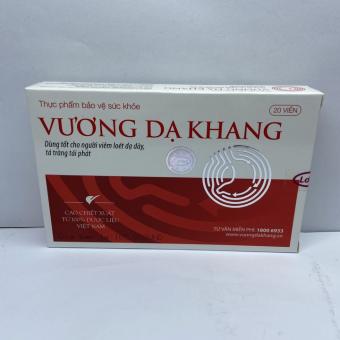 Thực phẩm bảo vệ sức khỏe
20 VIÊN
VƯƠNG DẠ KHANG
Dùng tốt cho người viêm loét dạ dày,
tá tràng tái phát
CAO CHIẾT XUẤT
TỪ 100% DƯỢC LIỆU
VIỆT NAM
TƯ VẤN MIỄN PHÍ: 1800 6933
www.vuongdakhang.vn